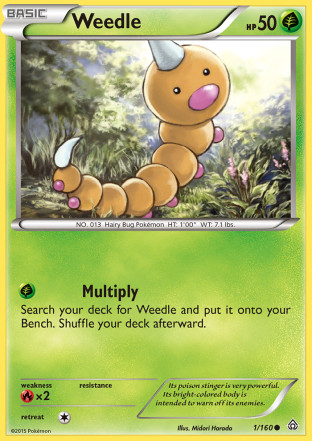 BASIC
Weedle
HP 50
NO. 013 Hairy Bug Pokémon HT: 1'00" WT: 7.1 lbs.
Multiply
Search your deck for Weedle and put it onto your
Bench. Shuffle your deck afterward.
weakness
resistance
×2
Its poison stinger is very powerful.
Its bright-colored body is
intended to warn off its enemies.
retreat
©2015 Pokémon
Illus. Midori Harada
1/160